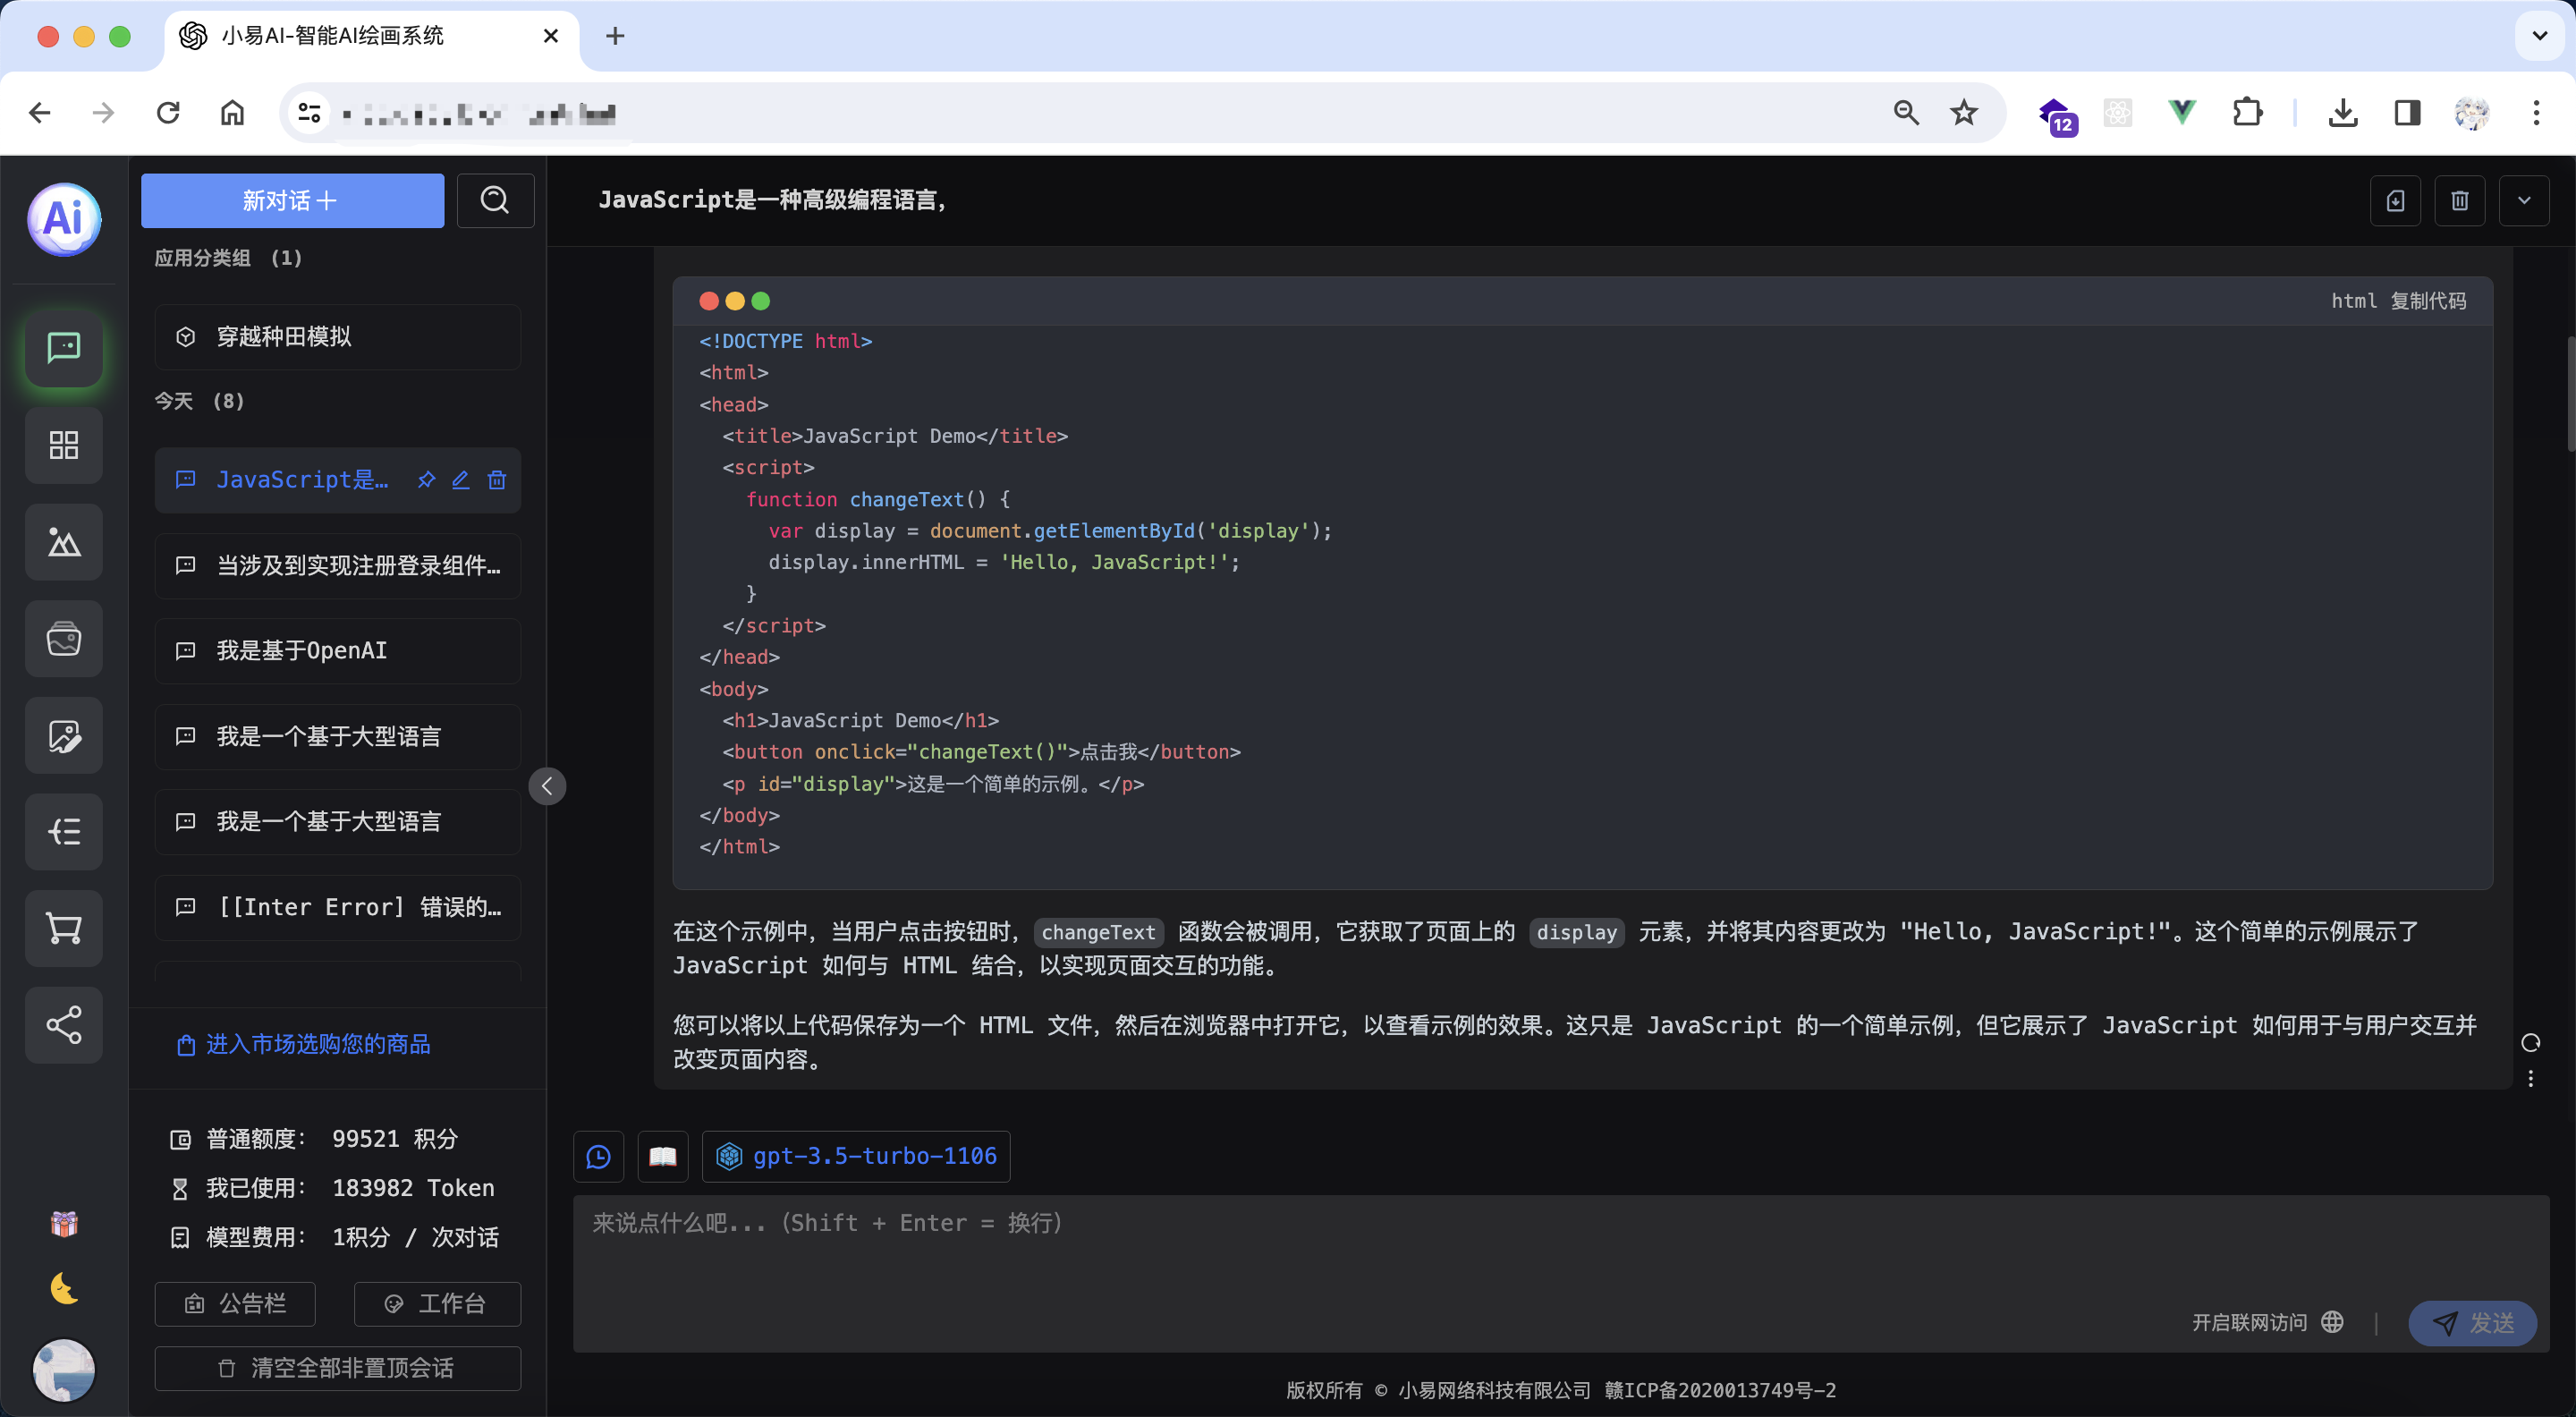 小易AI-智能AI绘画系统
12
Ai
新对话
应用分类组 (1)
穿越种田模拟
今天 (8)
JavaScript是…
当涉及到实现注册登录组件…
我是基于OpenAI
我是一个基于大型语言
我是一个基于大型语言
[[Inter Error] 错误的…
进入市场选购您的商品
普通额度： 99521 积分
我已使用： 183982 Token
模型费用： 1积分 / 次对话
公告栏 工作台
清空全部非置顶会话
JavaScript是一种高级编程语言，
html 复制代码
<!DOCTYPE html>
<html>
<head>
  <title>JavaScript Demo</title>
  <script>
    function changeText() {
      var display = document.getElementById('display');
      display.innerHTML = 'Hello, JavaScript!';
    }
  </script>
</head>
<body>
  <h1>JavaScript Demo</h1>
  <button onclick="changeText()">点击我</button>
  <p id="display">这是一个简单的示例。</p>
</body>
</html>
在这个示例中，当用户点击按钮时， changeText 函数会被调用，它获取了页面上的 display 元素，并将其内容更改为 "Hello, JavaScript!"。这个简单的示例展示了
JavaScript 如何与 HTML 结合，以实现页面交互的功能。
您可以将以上代码保存为一个 HTML 文件，然后在浏览器中打开它，以查看示例的效果。这只是 JavaScript 的一个简单示例，但它展示了 JavaScript 如何用于与用户交互并
改变页面内容。
gpt-3.5-turbo-1106
来说点什么吧... (Shift + Enter = 换行)
开启联网访问 | 发送
版权所有 © 小易网络科技有限公司 赣ICP备2020013749号-2